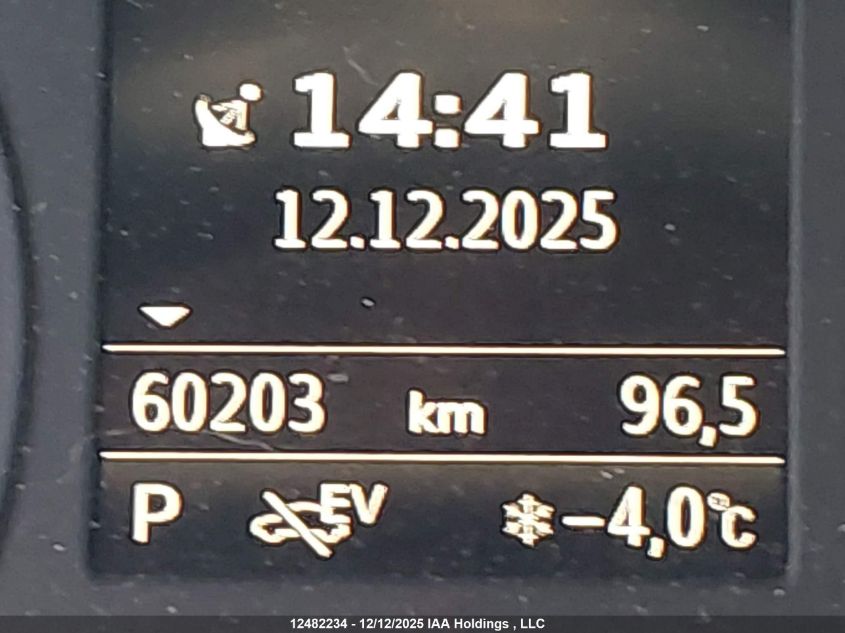 14:41
12.12.2025
60203 km 96,5
P EV -4,0°C
12482234 - 12/12/2025 IAA Holdings , LLC